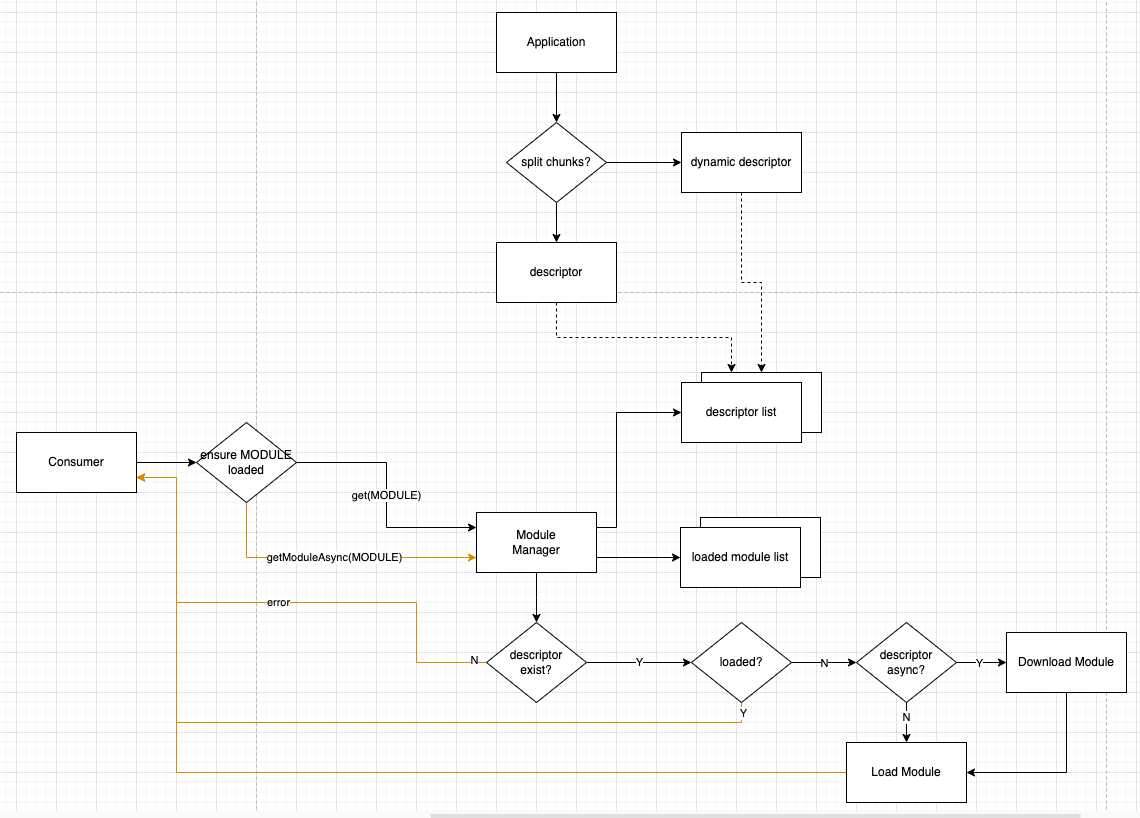 Application
split chunks?
dynamic descriptor
descriptor
descriptor list
Consumer
ensure MODULE
loaded
get(MODULE)
Module
Manager
getModuleAsync(MODULE)
loaded module list
error
N
descriptor
exist?
Y
loaded?
N
descriptor
async?
Y
Download Module
Y
N
Load Module